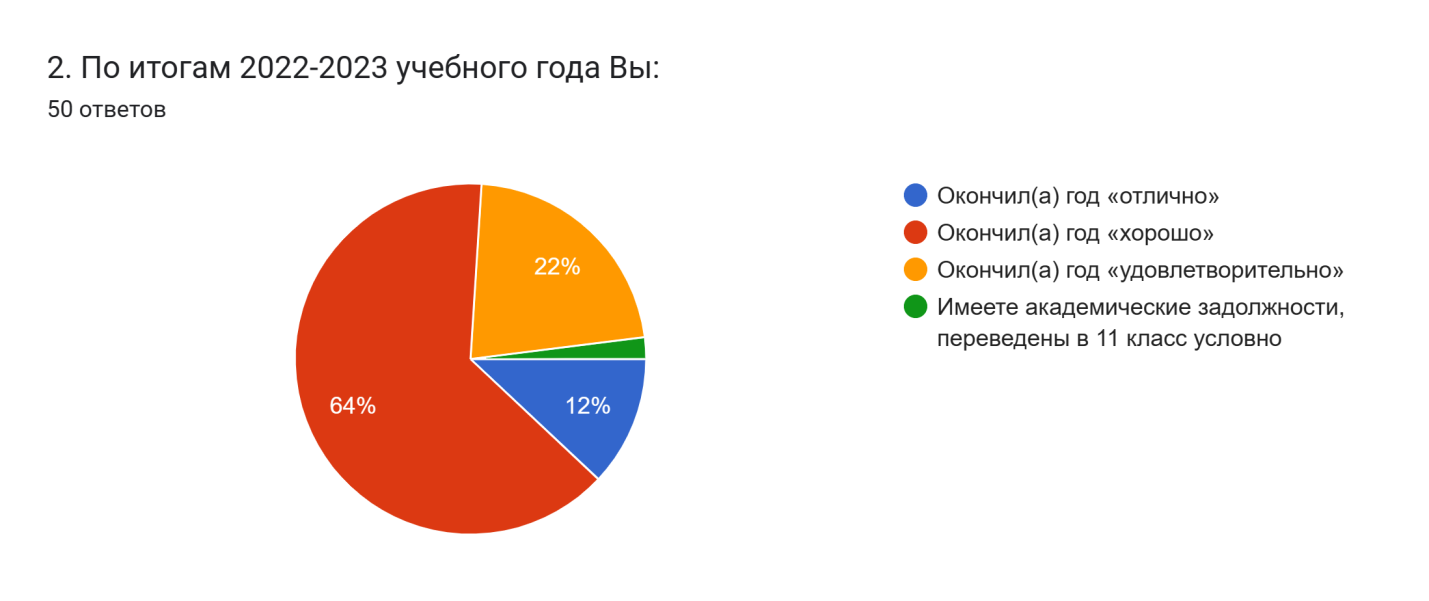 2. По итогам 2022-2023 учебного года Вы:
50 ответов
Окончил(а) год «отлично»
Окончил(а) год «хорошо»
Окончил(а) год «удовлетворительно»
Имеете академические задолжности,
переведены в 11 класс условно
22%
64%
12%